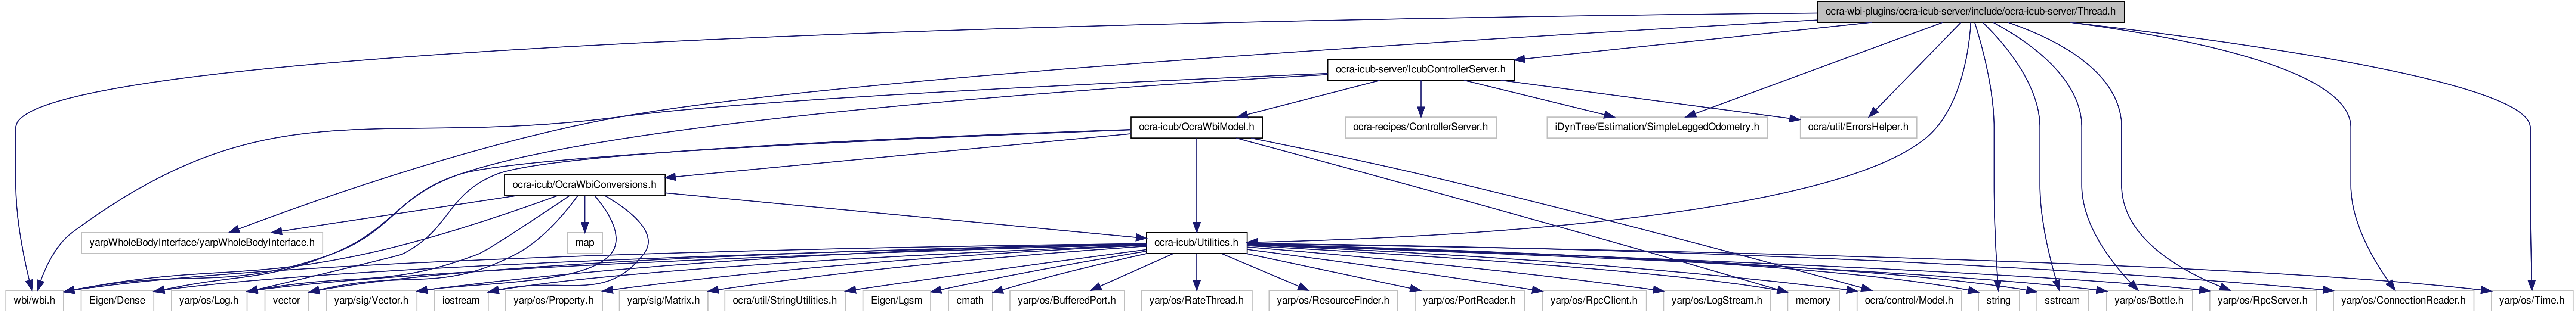 ocra-wbi-plugins/ocra-icub-server/include/ocra-icub-server/Thread.h
ocra-icub-server/IcubControllerServer.h
ocra-icub/OcraWbiModel.h
ocra-recipes/ControllerServer.h
iDynTree/Estimation/SimpleLeggedOdometry.h
ocra/util/ErrorsHelper.h
ocra-icub/OcraWbiConversions.h
yarpWholeBodyInterface/yarpWholeBodyInterface.h
map
ocra-icub/Utilities.h
wbi/wbi.h
Eigen/Dense
yarp/os/Log.h
vector
yarp/sig/Vector.h
iostream
yarp/os/Property.h
yarp/sig/Matrix.h
ocra/util/StringUtilities.h
Eigen/Lgsm
cmath
yarp/os/BufferedPort.h
yarp/os/RateThread.h
yarp/os/ResourceFinder.h
yarp/os/PortReader.h
yarp/os/RpcClient.h
yarp/os/LogStream.h
memory
ocra/control/Model.h
string
sstream
yarp/os/Bottle.h
yarp/os/RpcServer.h
yarp/os/ConnectionReader.h
yarp/os/Time.h